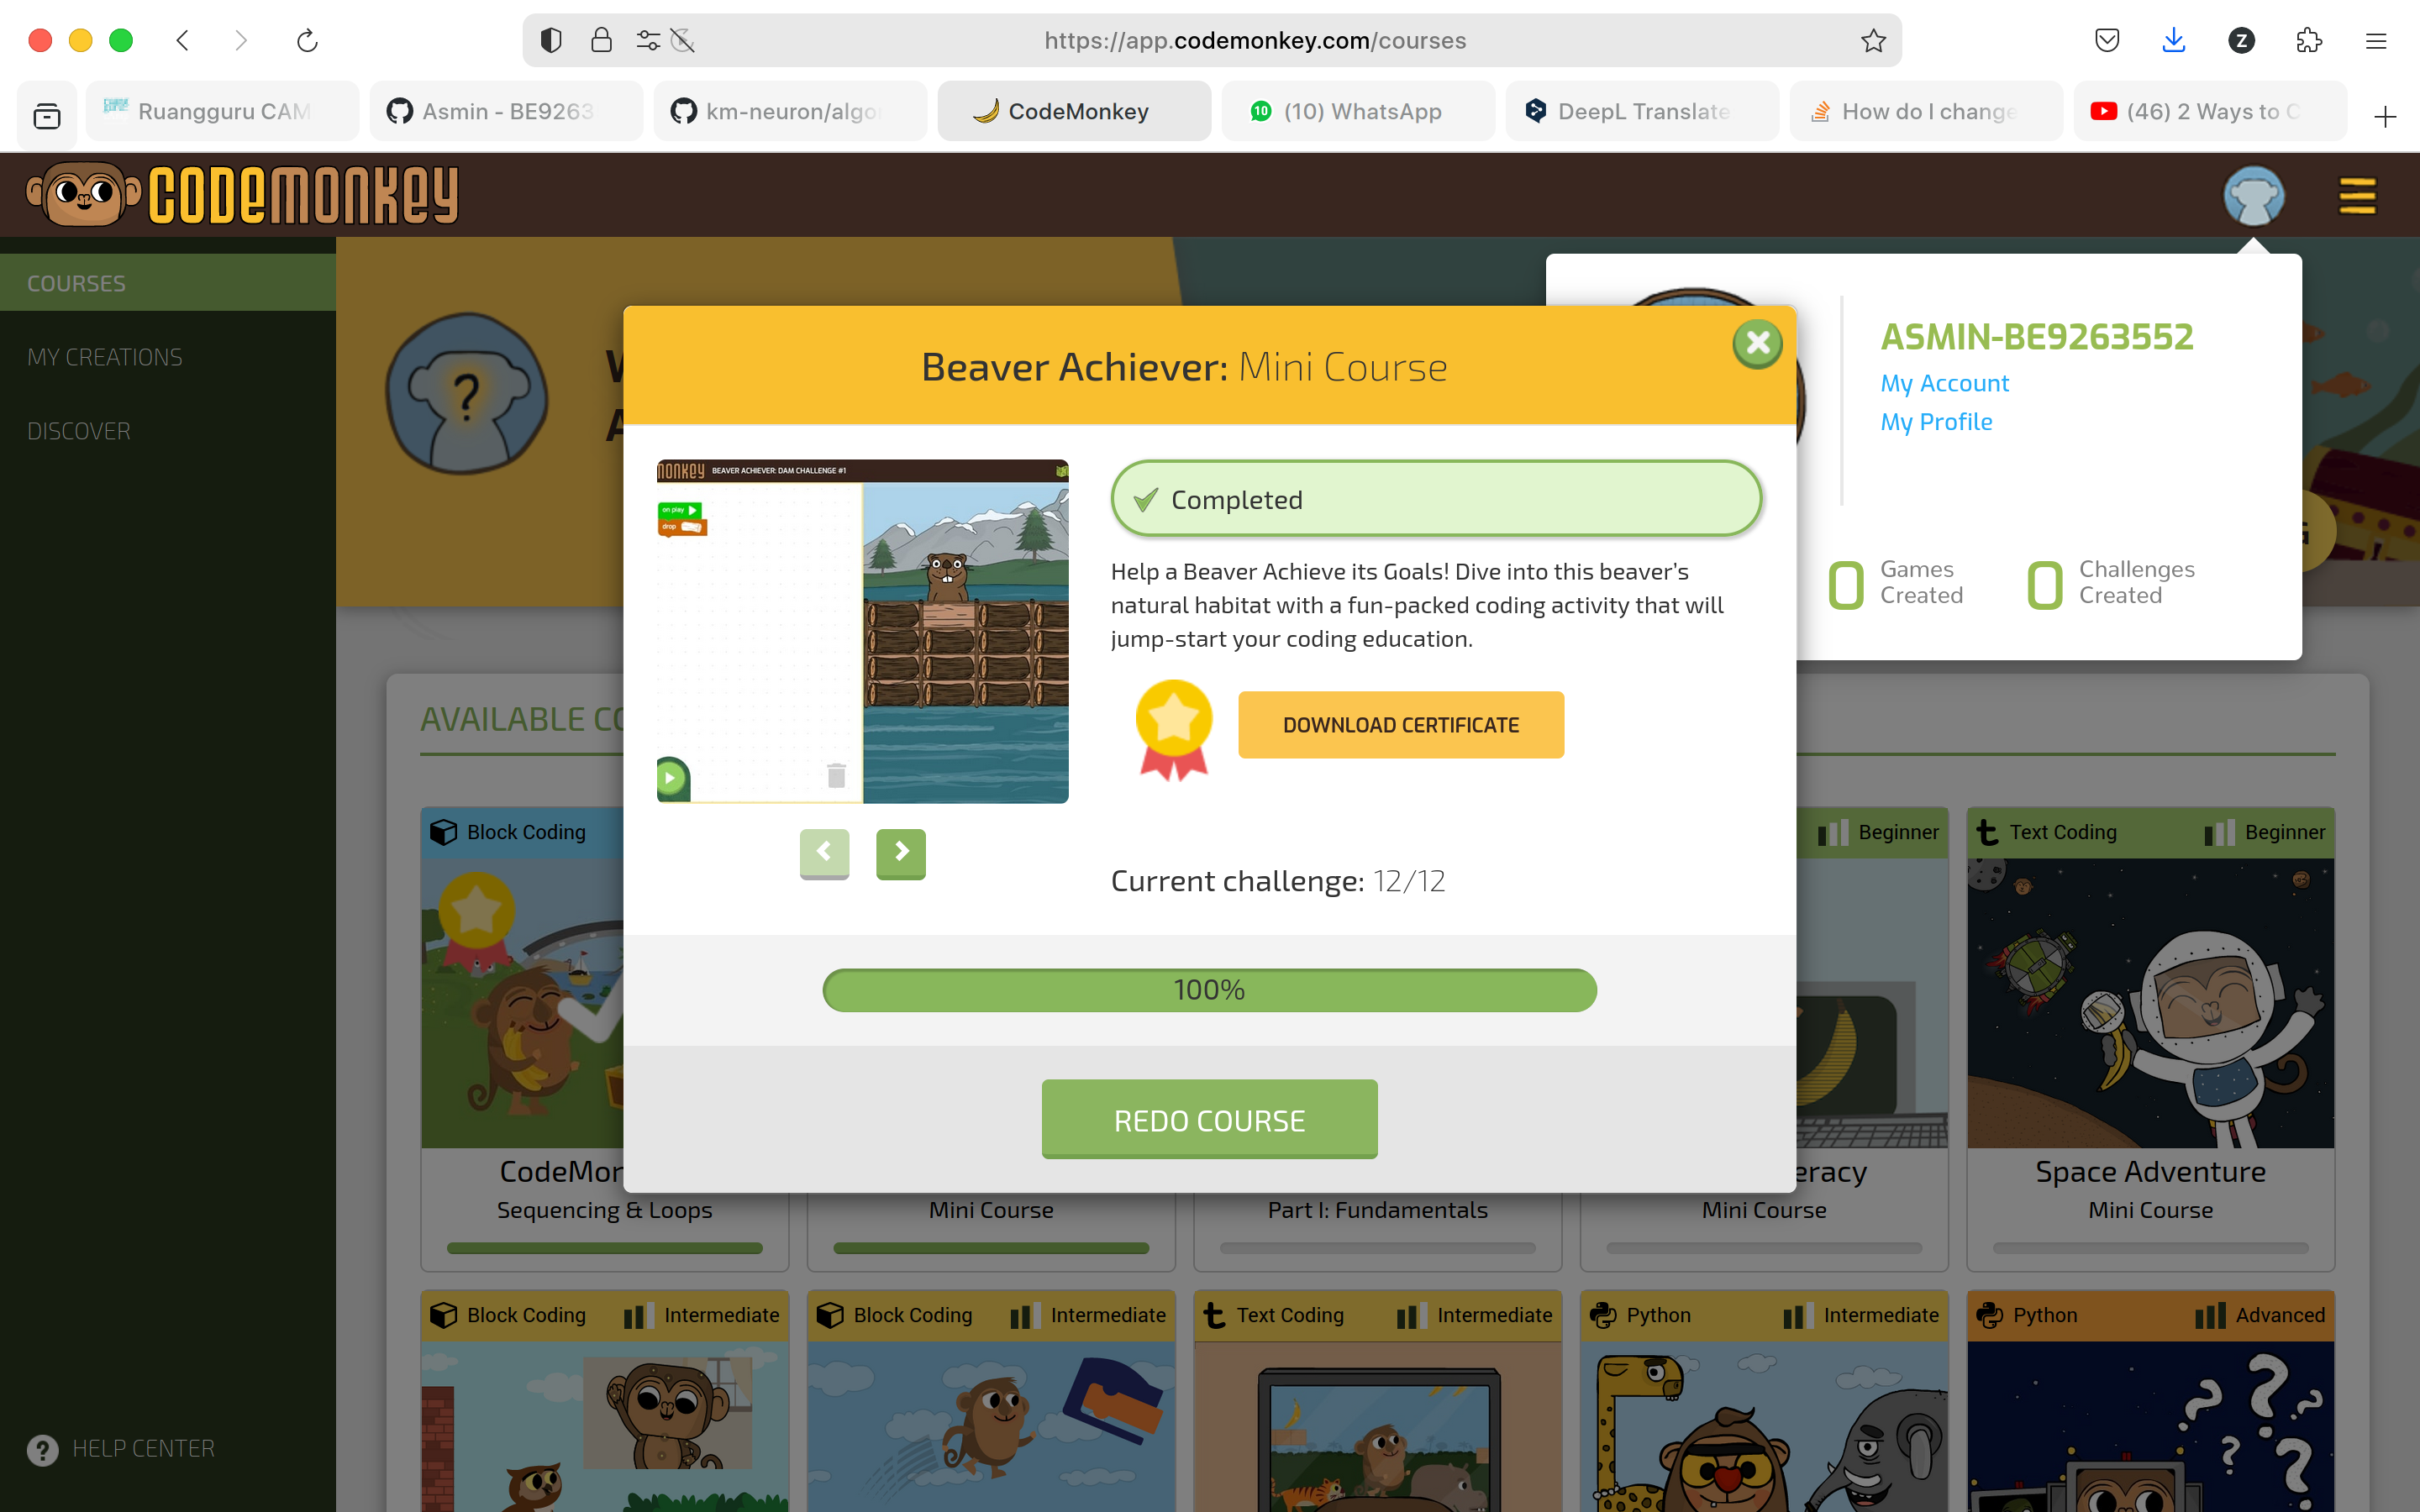 https://app.codemonkey.com/courses
Ruangguru CAM
Asmin - BE9263
km-neuron/algo
CodeMonkey
(10) WhatsApp
DeepL Translate
How do I change
(46) 2 Ways to C
CODEMONKEY
COURSES
MY CREATIONS
DISCOVER
HELP CENTER
ASMIN-BE9263552
My Account
My Profile
0 Games Created
0 Challenges Created
Beaver Achiever: Mini Course
BEAVER ACHIEVER: DAM CHALLENGE #1
on play
drop
Completed
Help a Beaver Achieve its Goals! Dive into this beaver's
natural habitat with a fun-packed coding activity that will
jump-start your coding education.
DOWNLOAD CERTIFICATE
Current challenge: 12/12
100%
REDO COURSE
AVAILABLE CO
Block Coding
Beginner
Text Coding Beginner
CodeMon
Sequencing & Loops
Mini Course
Part I: Fundamentals
eracy
Mini Course
Space Adventure
Mini Course
Block Coding Intermediate
Block Coding Intermediate
Text Coding Intermediate
Python Intermediate
Python Advanced